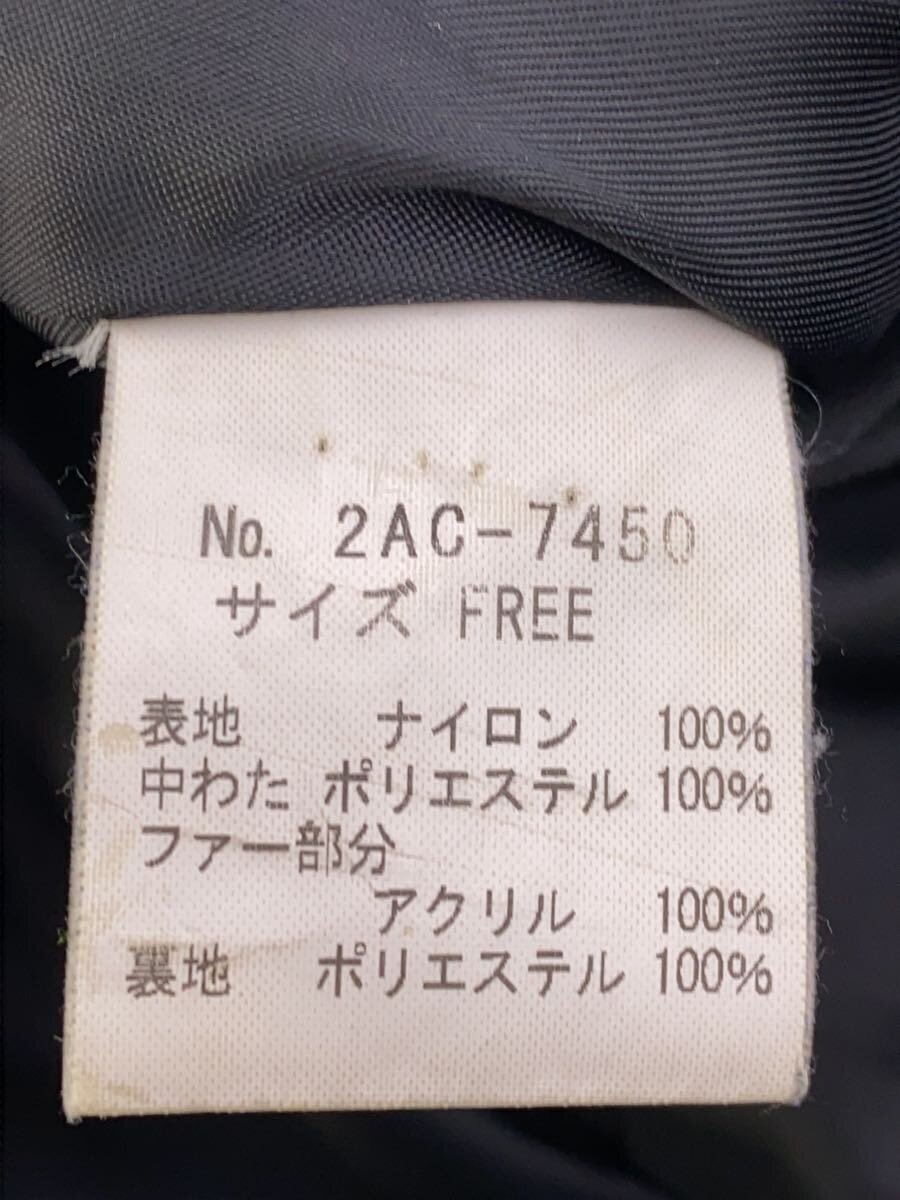 No. 2AC-7450
サイズ FREE
表地 ナイロン 100%
中わた ポリエステル 100%
ファー部分
アクリル 100%
裏地 ポリエステル 100%